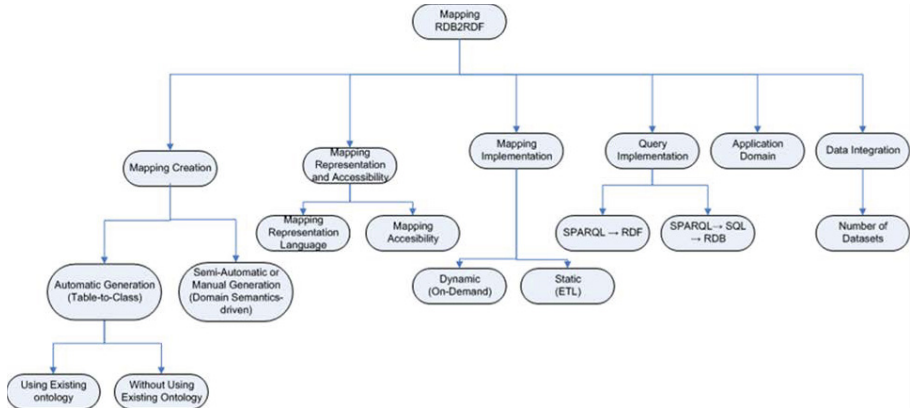 Mapping
RDB2RDF
Mapping Creation
Mapping
Representation
and Accessibility
Mapping
Implementation
Query
Implementation
Application
Domain
Data Integration
Mapping
Representation
Language
Mapping
Accesibility
SPARQL → RDF
SPARQL→ SQL
→ RDB
Number of
Datasets
Automatic Generation
(Table-to-Class)
Semi-Automatic or
Manual Generation
(Domain Semantics-
driven)
Dynamic
(On-Demand)
Static
(ETL)
Using Existing
ontology
Without Using
Existing Ontology